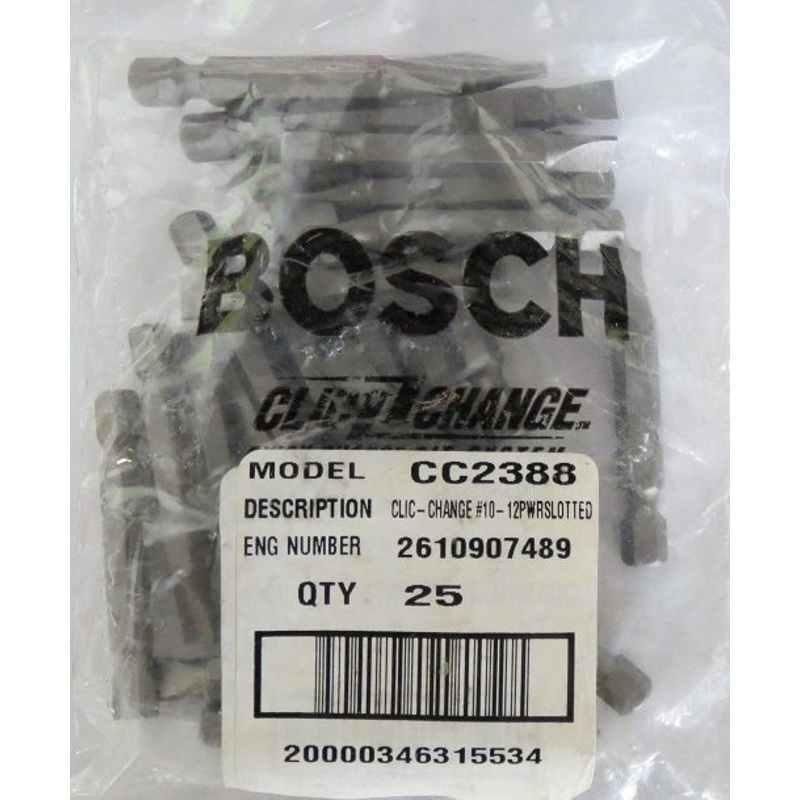 BOSCH
CLIC CHANGE
MODEL CC2388
DESCRIPTION CLIC-CHANGE #10-12PWRSLOTTED
ENG NUMBER 2610907489
QTY 25
20000346315534